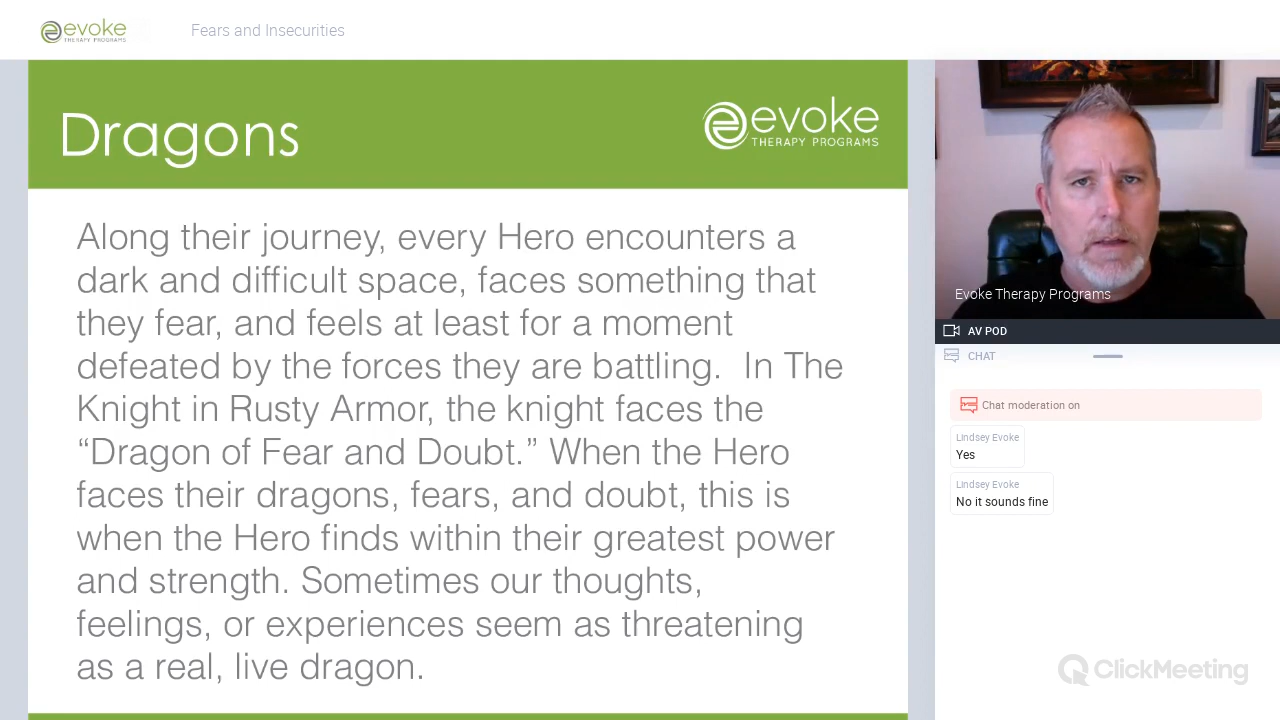 evoke
THERAPY PROGRAMS
Fears and Insecurities
Dragons
evoke
THERAPY PROGRAMS
Along their journey, every Hero encounters a
dark and difficult space, faces something that
they fear, and feels at least for a moment
defeated by the forces they are battling.  In The
Knight in Rusty Armor, the knight faces the
“Dragon of Fear and Doubt.” When the Hero
faces their dragons, fears, and doubt, this is
when the Hero finds within their greatest power
and strength. Sometimes our thoughts,
feelings, or experiences seem as threatening
as a real, live dragon.
Evoke Therapy Programs
AV POD
CHAT
Chat moderation on
Lindsey Evoke
Yes
Lindsey Evoke
No it sounds fine
ClickMeeting